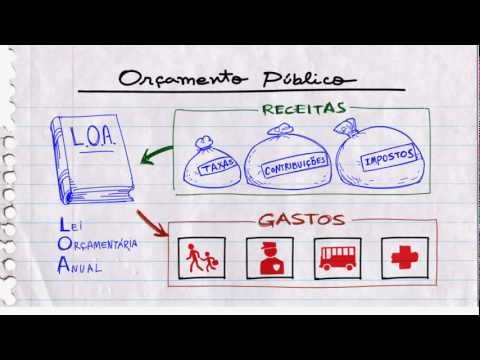 Orçamento Público
RECEITAS
L.O.A.
TAXAS
CONTRIBUIÇÕES
IMPOSTOS
LEI
ORÇAMENTÁRIA
ANUAL
GASTOS